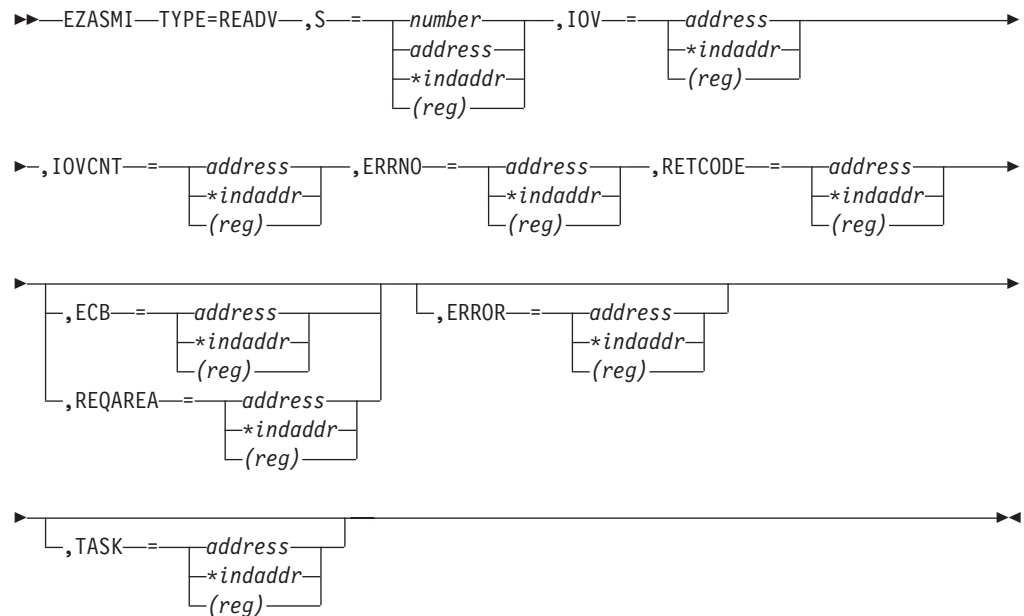 EZASMI TYPE=READV ,S = number ,IOV = address
address *indaddr
*indaddr (reg)
(reg)
,IOVCNT = address ,ERRNO = address ,RETCODE = address
*indaddr *indaddr *indaddr
(reg) (reg) (reg)
,ECB = address ,ERROR = address
*indaddr *indaddr
(reg) (reg)
,REQAREA = address
*indaddr
(reg)
,TASK = address
*indaddr
(reg)